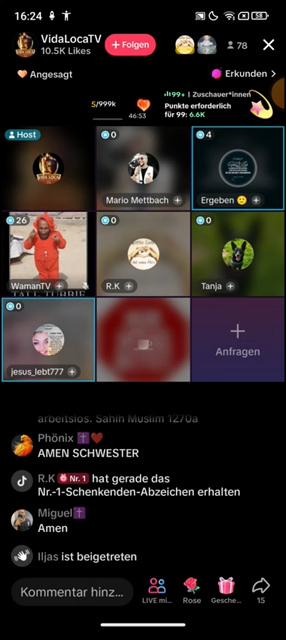 16:24
58
VidaLocaTV
10.5K Likes
+ Folgen
78
Angesagt
Erkunden >
5/999k
46:53
99+ | Zuschauer*innen
Punkte erforderlich
für 99: 6.6K
Host
0
Mario Mettbach
4
Ergeben
26
WamanTV
0
R.K
0
Tanja
0
jesus_lebt777
Anfragen
arbeitslos. Sahih Muslim 1270a
Phönix ✝️❤️
AMEN SCHWESTER
R.K Nr. 1 hat gerade das
Nr.-1-Schenkenden-Abzeichen erhalten
Miguel✝️
Amen
Iljas ist beigetreten
Kommentar hinz...
LIVE mi...
Rose
Gesche...
15